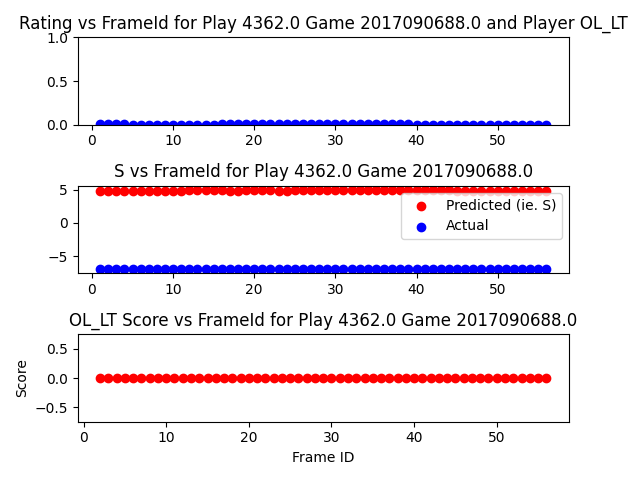 Rating vs FrameId for Play 4362.0 Game 2017090688.0 and Player OL_LT
1.0
0.5
0.0
0 10 20 30 40 50
S vs FrameId for Play 4362.0 Game 2017090688.0
5
0
−5
Predicted (ie. S)
Actual
0 10 20 30 40 50
OL_LT Score vs FrameId for Play 4362.0 Game 2017090688.0
Score
0.5
0.0
−0.5
0 10 20 30 40 50
Frame ID